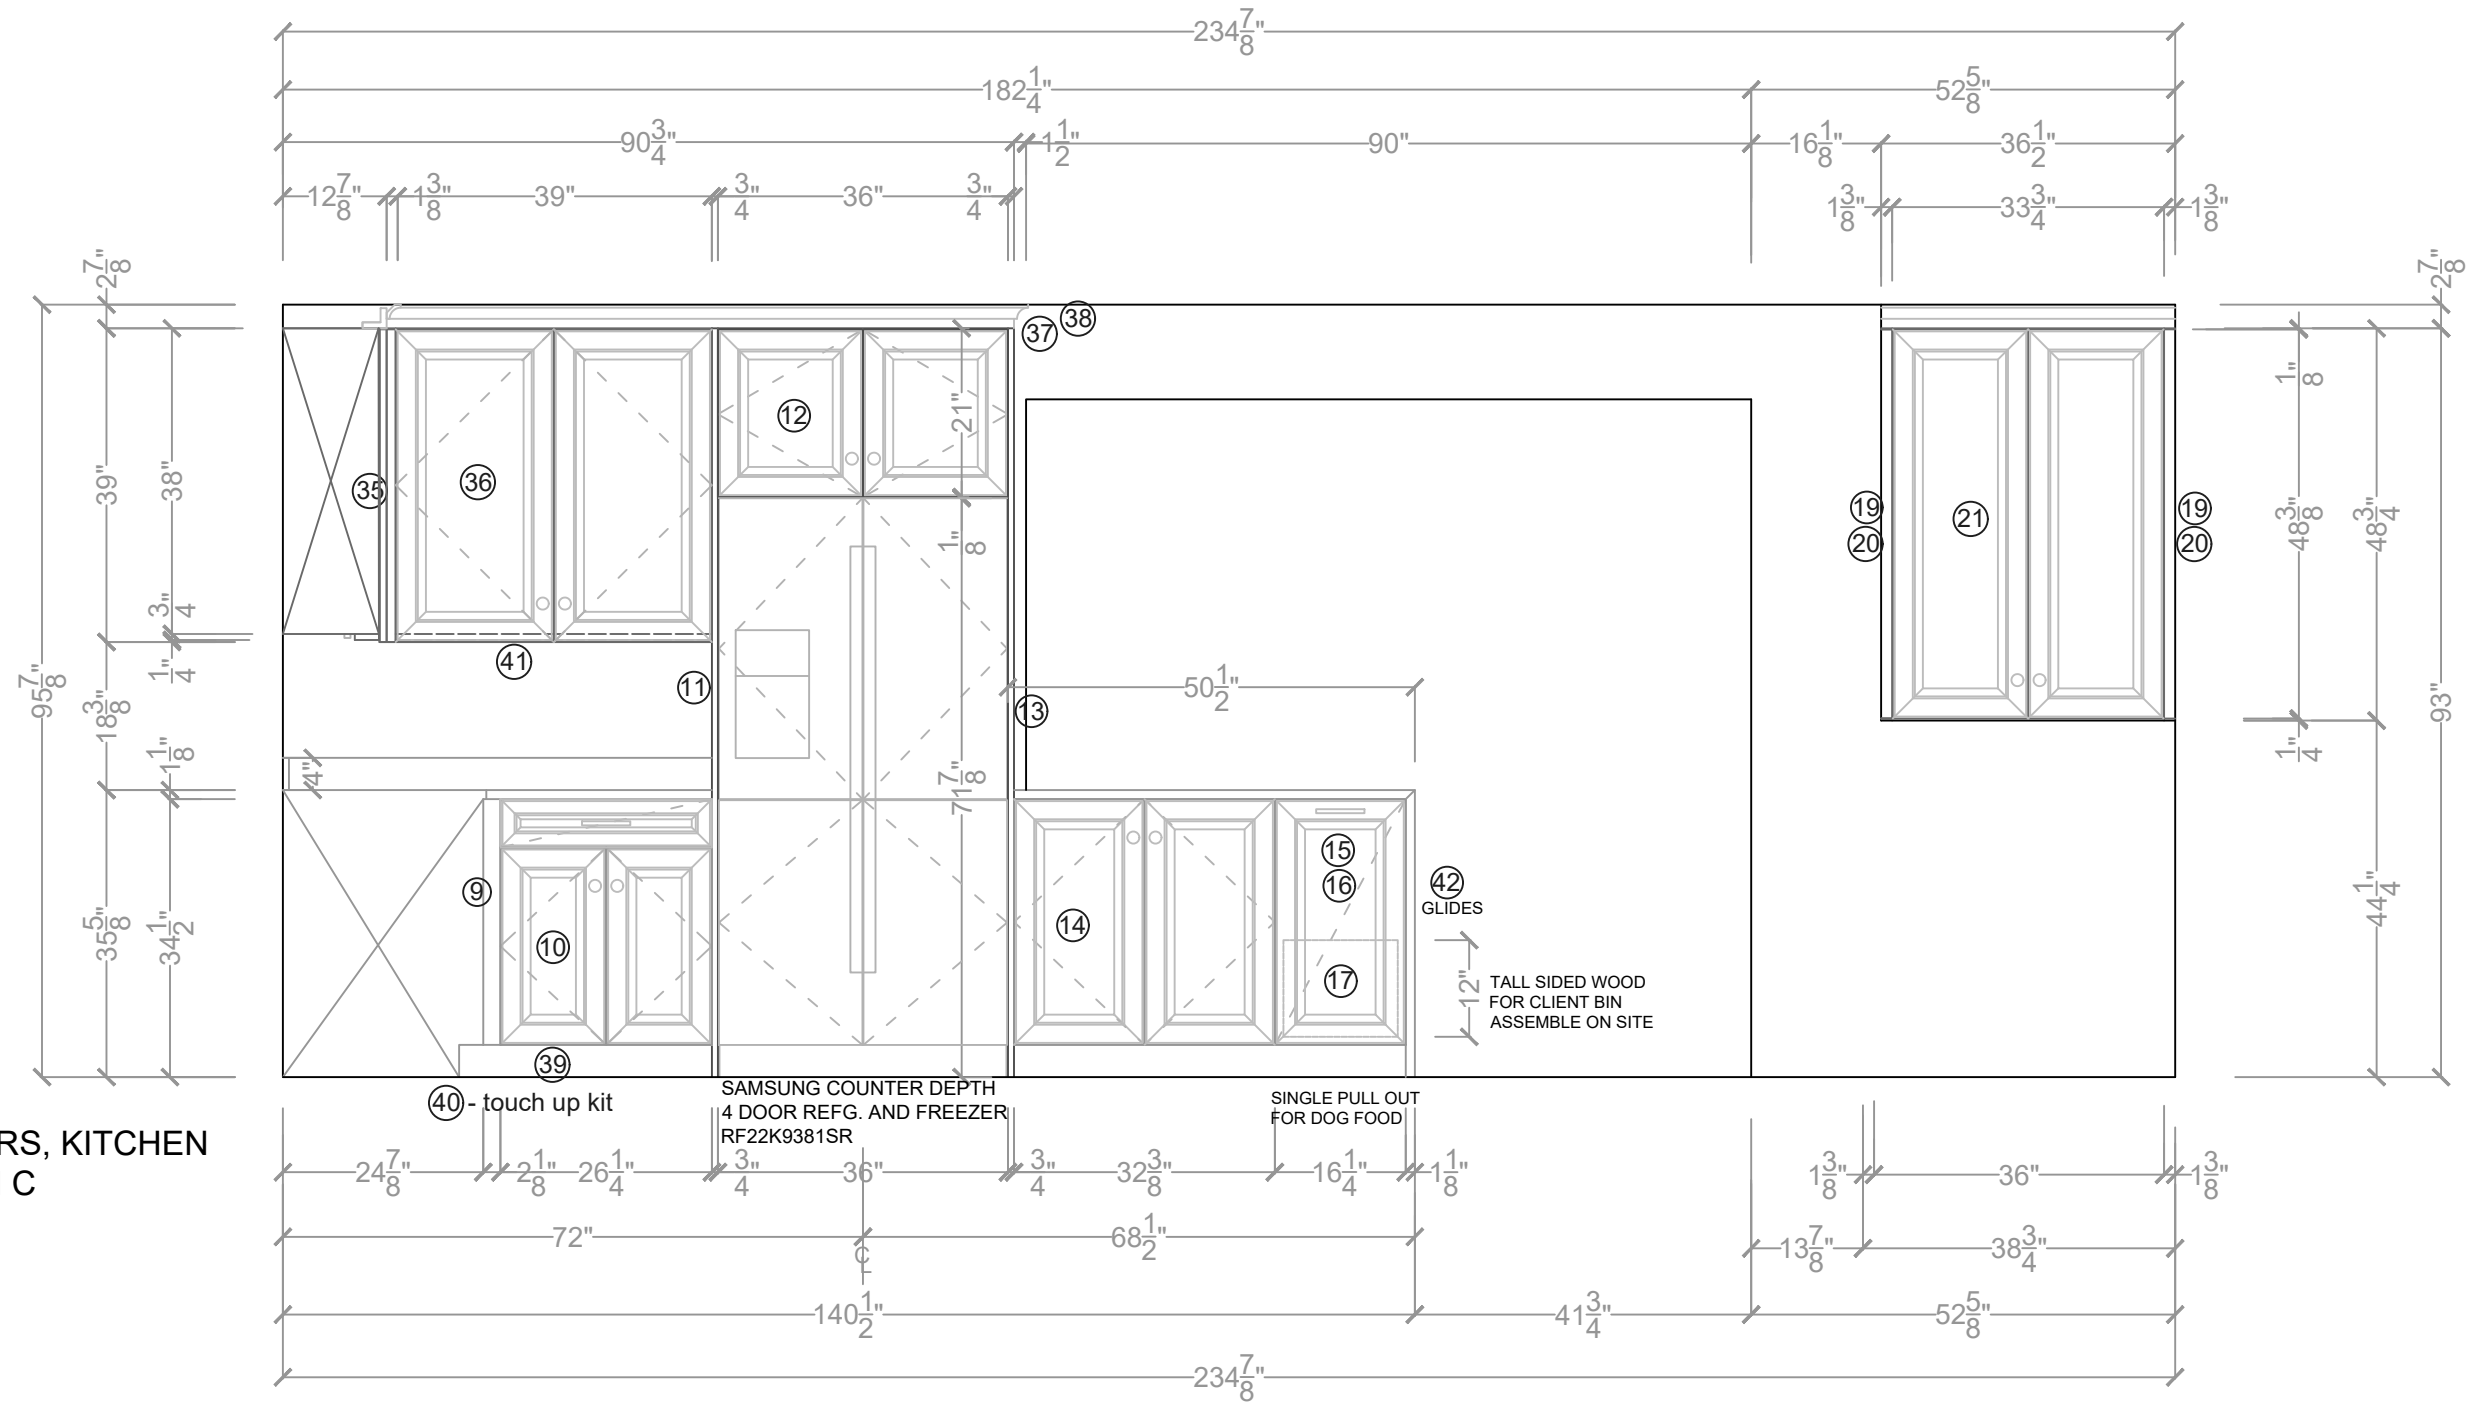 234 7/8"
182 1/4" 52 5/8"
90 3/4" 1 1/2" 90" 16 1/8" 36 1/2"
12 7/8" 1 3/8" 39" 3/4" 36" 3/4" 1 3/8" 33 3/4" 1 3/8"
2 7/8" 2 7/8"
38
37
1/8"
12
21"
39" 38" 35 36
48 3/8" 48 3/4"
19 21 19
20 20
1/8"
3/4"
1/4"
41
11
50 1/2"
13
95 7/8" 18 3/8" 93"
1/4"
1 1/8"
4"
71 7/8"
15
16
42
GLIDES
9
44 1/4"
35 5/8" 34 1/2"
10
14
17
12"
TALL SIDED WOOD
FOR CLIENT BIN
ASSEMBLE ON SITE
39
40 - touch up kit
SAMSUNG COUNTER DEPTH
4 DOOR REFG. AND FREEZER
RF22K9381SR
SINGLE PULL OUT
FOR DOG FOOD
RS, KITCHEN
C
24 7/8" 2 1/8" 26 1/4" 3/4" 36" 3/4" 32 3/8" 16 1/4" 1 1/8" 1 3/8" 36" 1 3/8"
72" CL 68 1/2" 13 7/8" 38 3/4"
140 1/2" 41 3/4" 52 5/8"
234 7/8"